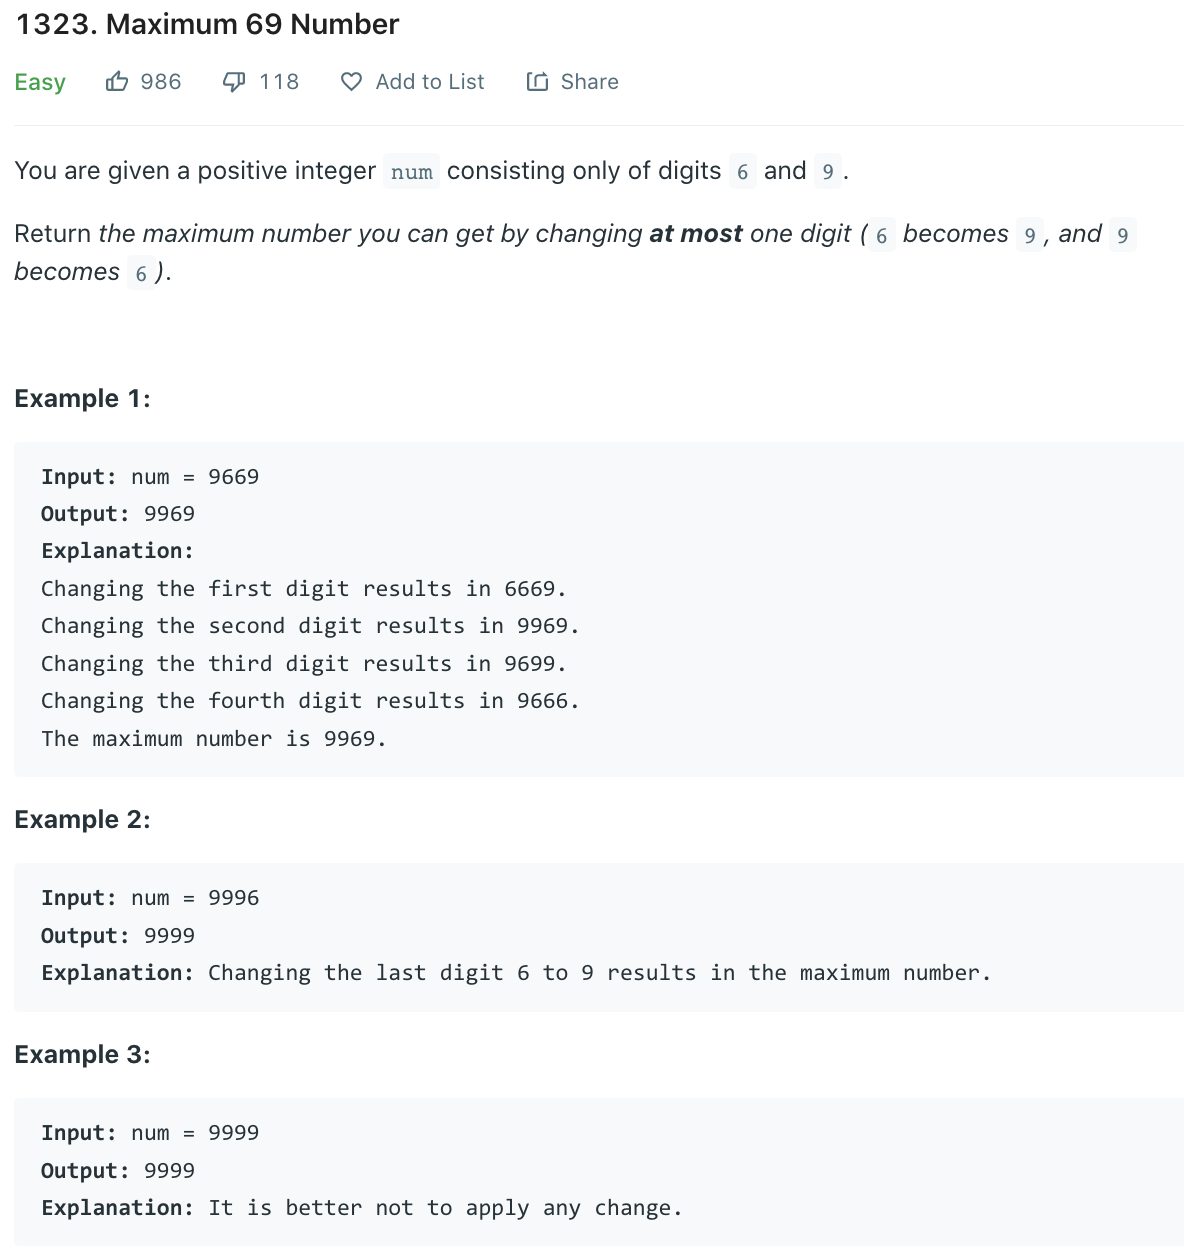 1323. Maximum 69 Number
Easy 986 118 Add to List Share
You are given a positive integer num consisting only of digits 6 and 9.
Return the maximum number you can get by changing at most one digit (6 becomes 9, and 9
becomes 6).
Example 1:
Input: num = 9669
Output: 9969
Explanation:
Changing the first digit results in 6669.
Changing the second digit results in 9969.
Changing the third digit results in 9699.
Changing the fourth digit results in 9666.
The maximum number is 9969.
Example 2:
Input: num = 9996
Output: 9999
Explanation: Changing the last digit 6 to 9 results in the maximum number.
Example 3:
Input: num = 9999
Output: 9999
Explanation: It is better not to apply any change.